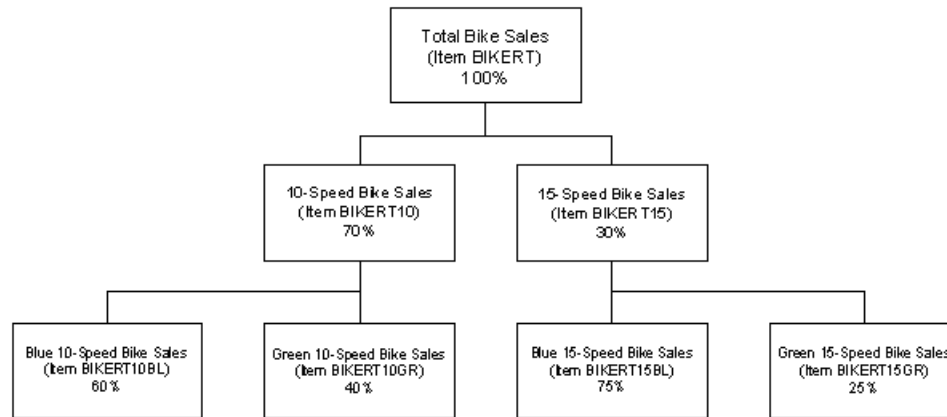 Total Bike Sales
(Item BIKERT)
100%
10-Speed Bike Sales
(Item BIKERT10)
70%
15-Speed Bike Sales
(Item BIKERT15)
30%
Blue 10-Speed Bike Sales
(Item BIKERT10BL)
60%
Green 10-Speed Bike Sales
(Item BIKERT10GR)
40%
Blue 15-Speed Bike Sales
(Item BIKERT15BL)
75%
Green 15-Speed Bike Sales
(Item BIKERT15GR)
25%